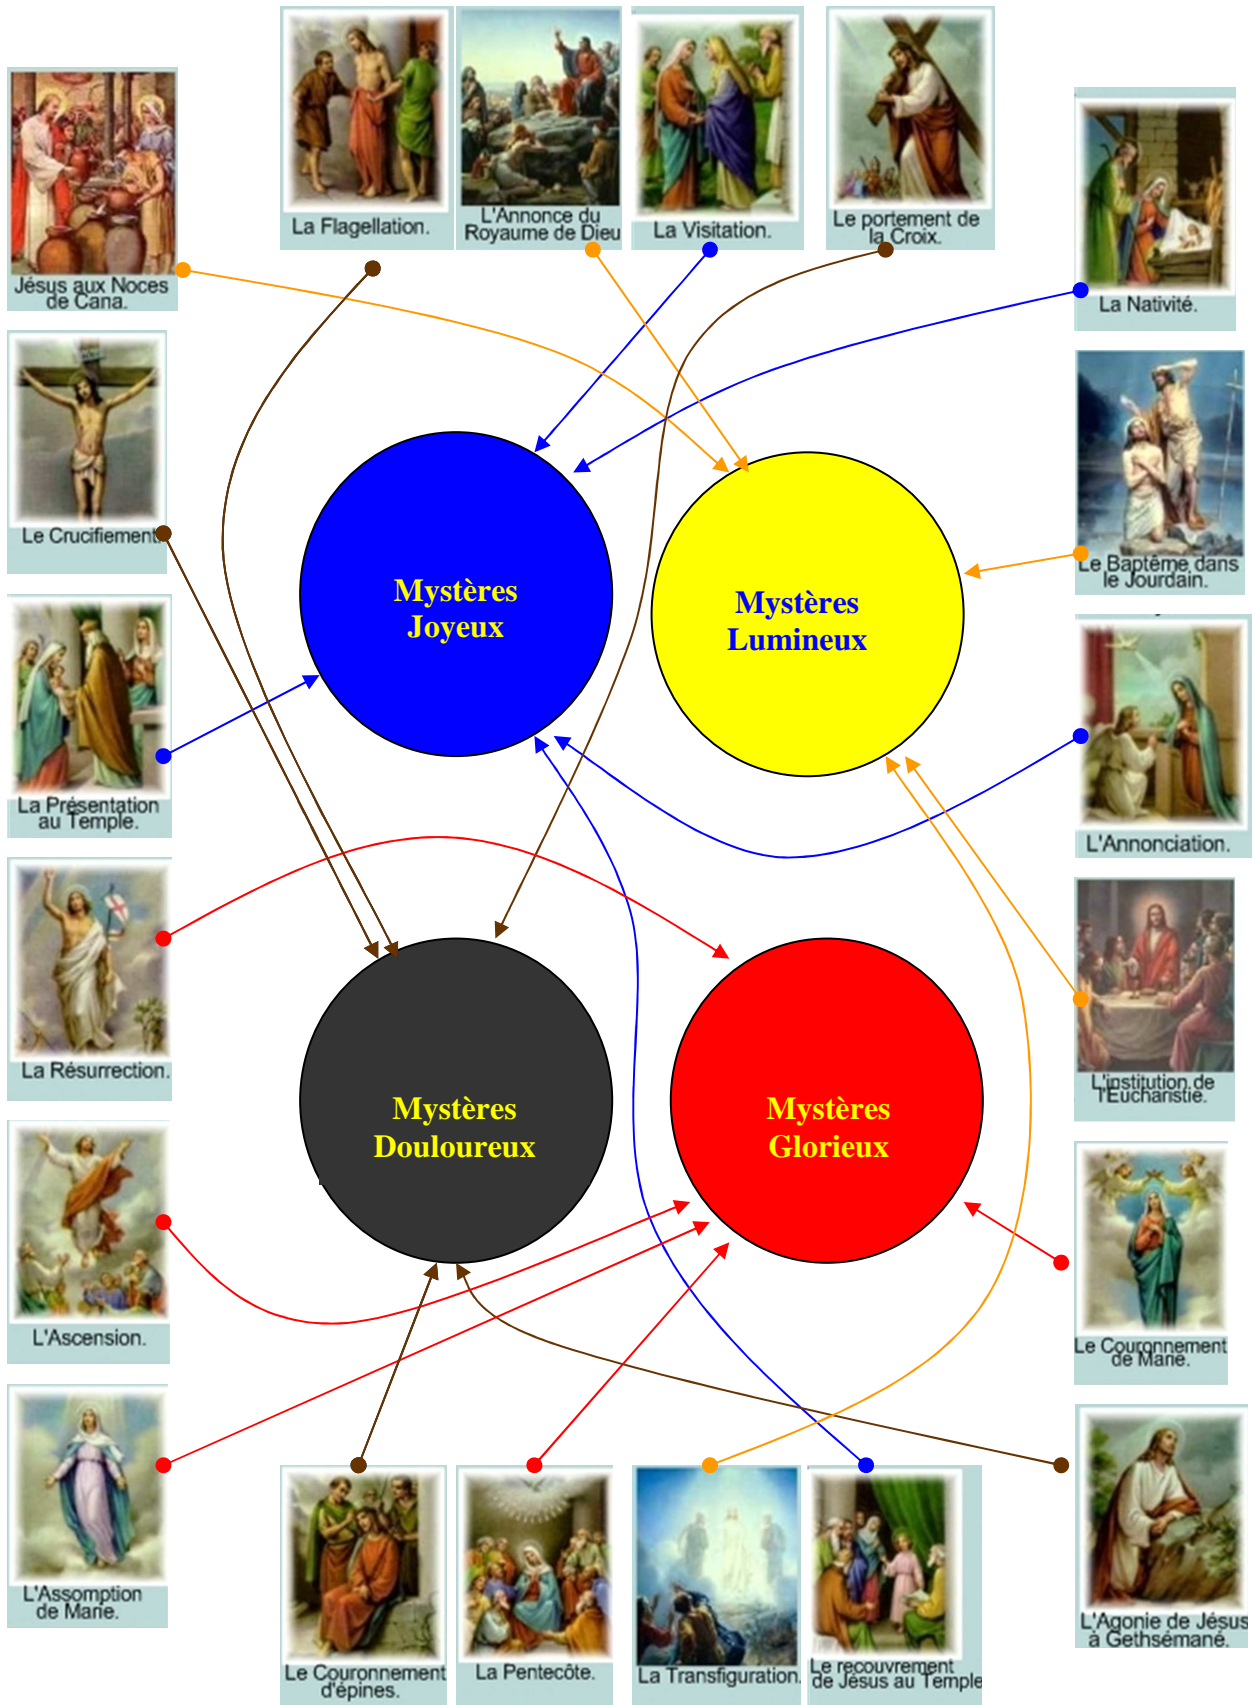 La Flagellation.
L'Annonce du
Royaume de Dieu
La Visitation.
Le portement de
la Croix.
Jésus aux Noces
de Cana.
La Nativité.
Le Crucifiement.
Le Baptême dans
le Jourdain.
Mystères
Joyeux
Mystères
Lumineux
La Présentation
au Temple.
L'Annonciation.
La Résurrection.
L'institution de
l'Eucharistie.
Mystères
Douloureux
Mystères
Glorieux
L'Ascension.
Le Couronnement
de Marie.
L'Assomption
de Marie.
L'Agonie de Jésus
à Gethsémané.
Le Couronnement
d'épines.
La Pentecôte.
La Transfiguration.
Le recouvrement
de Jésus au Temple